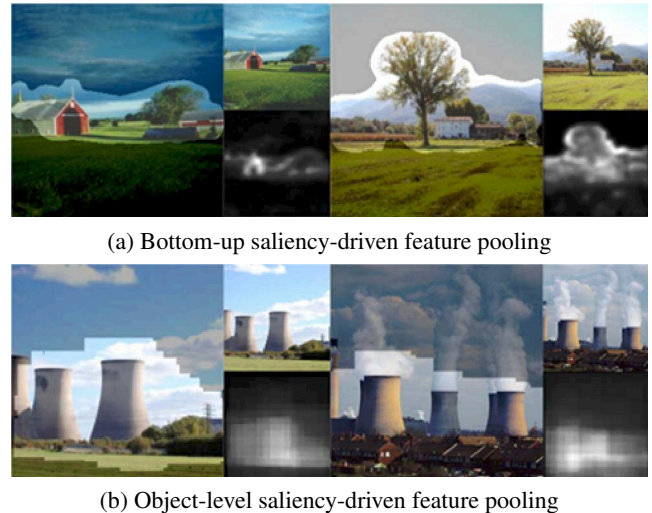 (a) Bottom-up saliency-driven feature pooling
(b) Object-level saliency-driven feature pooling